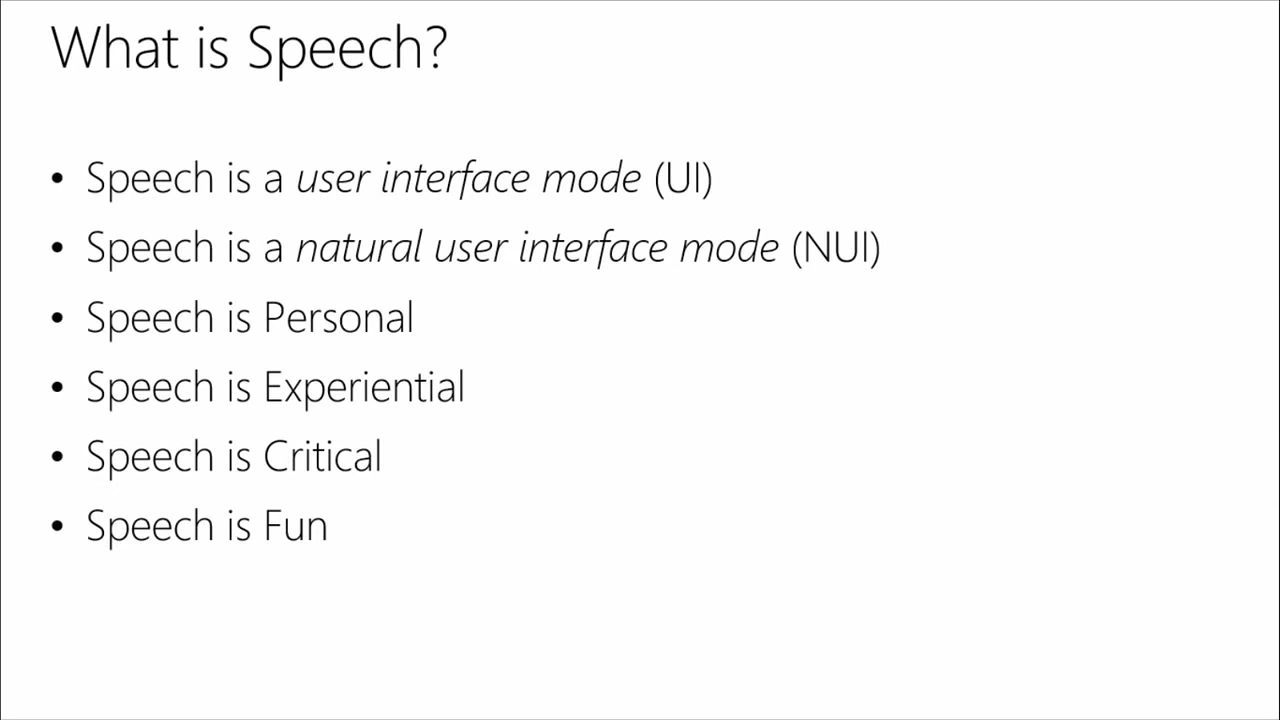 What is Speech?
• Speech is a user interface mode (UI)
• Speech is a natural user interface mode (NUI)
• Speech is Personal
• Speech is Experiential
• Speech is Critical
• Speech is Fun